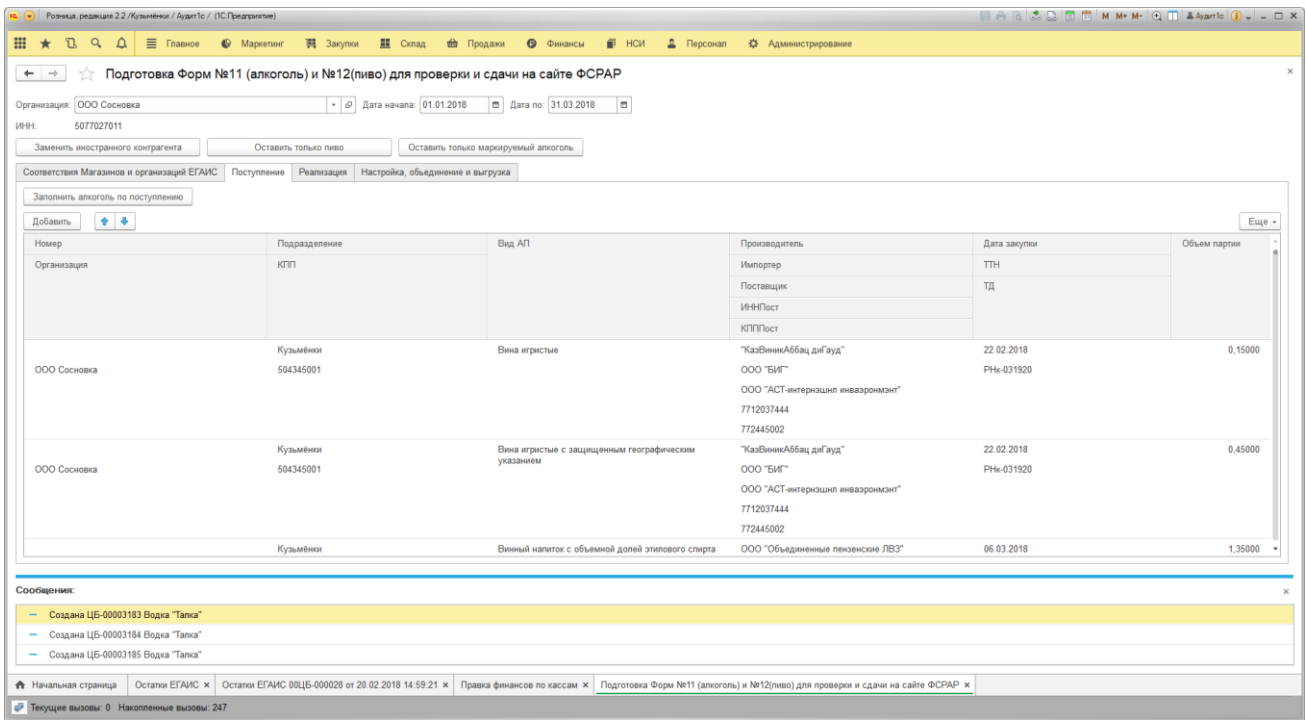 Розница, редакция 2.2 /Кузьмёнки / Аудит1с / (1С:Предприятие)
M M+ M- Аудит1с
Главное Маркетинг Закупки Склад Продажи Финансы НСИ Персонал Администрирование
Подготовка Форм №11 (алкоголь) и №12(пиво) для проверки и сдачи на сайте ФСРАР
Организация: ООО Сосновка Дата начала: 01.01.2018 Дата по: 31.03.2018
ИНН: 5077027011
Заменить иностранного контрагента Оставить только пиво Оставить только маркируемый алкоголь
Соответствия Магазинов и организаций ЕГАИС Поступление Реализация Настройка, объединение и выгрузка
Заполнить алкоголь по поступлению
Добавить Еще
Номер Подразделение Вид АП Производитель Дата закупки Объем партии
Организация КПП Импортер ТТН
Поставщик ТД
ИННПост
КПППост
Кузьмёнки Вина игристые "КазВиникАббац диГауд" 22.02.2018 0,15000
ООО Сосновка 504345001 ООО "БИГ" РНк-031920
ООО "АСТ-интернэшнл инваэронмэнт"
7712037444
772445002
Кузьмёнки Вина игристые с защищенным географическим "КазВиникАббац диГауд" 22.02.2018 0,45000
указанием
ООО Сосновка 504345001 ООО "БИГ" РНк-031920
ООО "АСТ-интернэшнл инваэронмэнт"
7712037444
772445002
Кузьмёнки Винный напиток с объемной долей этилового спирта ООО "Объединенные пензенские ЛВЗ" 06.03.2018 1,35000
Сообщения:
Создана ЦБ-00003183 Водка "Талка"
Создана ЦБ-00003184 Водка "Талка"
Создана ЦБ-00003185 Водка "Талка"
Начальная страница Остатки ЕГАИС Остатки ЕГАИС 00ЦБ-000028 от 20.02.2018 14:59:21 Правка финансов по кассам Подготовка Форм №11 (алкоголь) и №12(пиво) для проверки и сдачи на сайте ФСРАР
Текущие вызовы: 0 Накопленные вызовы: 247